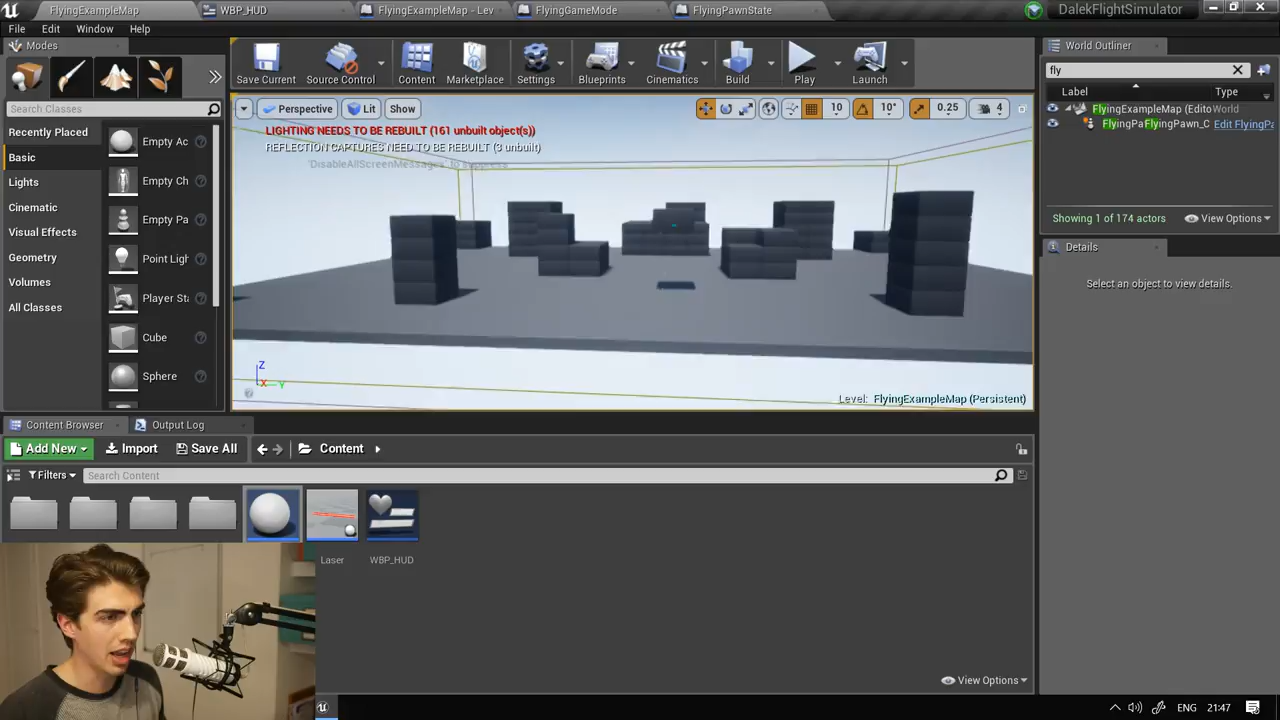 FlyingExampleMap
WBP_HUD
FlyingExampleMap - Lev
FlyingGameMode
FlyingPawnState
DalekFlightSimulator
File Edit Window Help
Modes
Save Current
Source Control
Content
Marketplace
Settings
Blueprints
Cinematics
Build
Play
Launch
World Outliner
fly
Label
Type
FlyingExampleMap (Edito
World
FlyingPaFlyingPawn_C
Edit FlyingPa
Showing 1 of 174 actors
View Options
Details
Select an object to view details.
Search Classes
Recently Placed
Basic
Lights
Cinematic
Visual Effects
Geometry
Volumes
All Classes
Empty Ac
Empty Ch
Empty Pa
Point Ligh
Player Sta
Cube
Sphere
Perspective
Lit
Show
10
10°
0.25
4
LIGHTING NEEDS TO BE REBUILT (161 unbuilt object(s))
REFLECTION CAPTURES NEED TO BE REBUILT (3 unbuilt)
'DisableAllScreenMessages' to suppress
Z
X
Y
Level: FlyingExampleMap (Persistent)
Content Browser
Output Log
Add New
Import
Save All
Content
Filters
Search Content
Laser
WBP_HUD
View Options
ENG
21:47